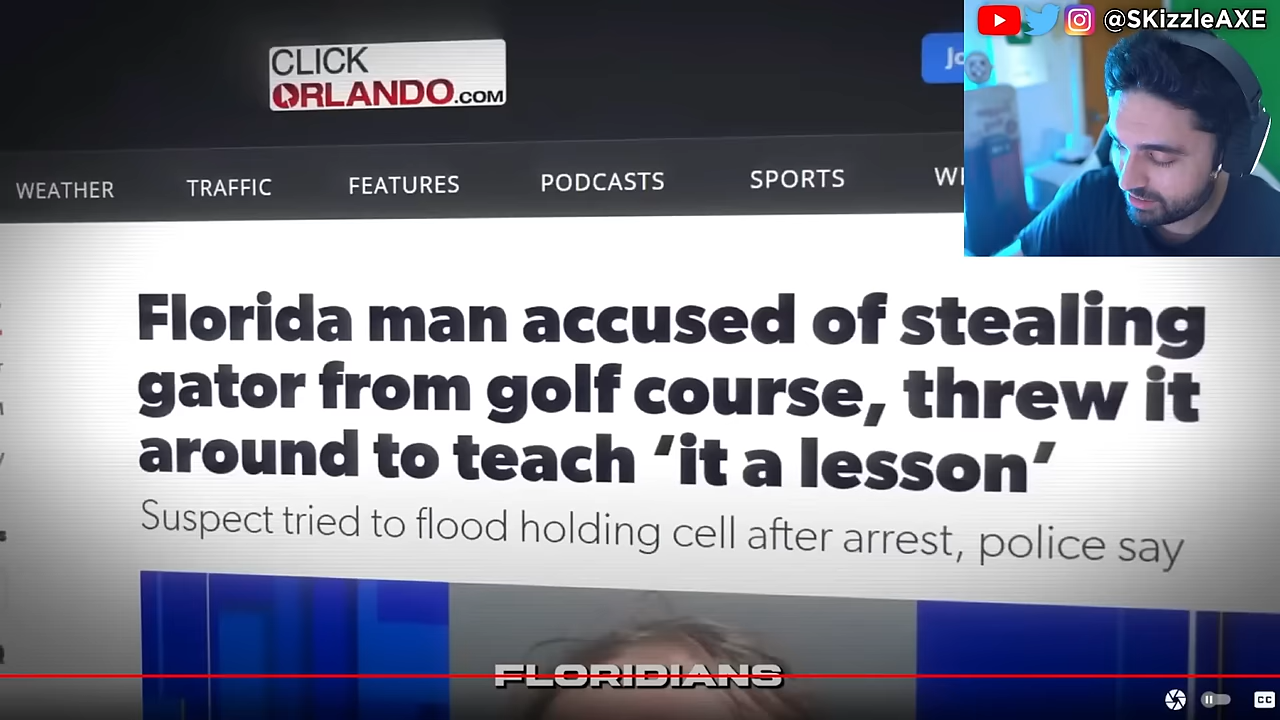 @SKizzleAXE
CLICK
ORLANDO.COM
WEATHER
TRAFFIC
FEATURES
PODCASTS
SPORTS
Florida man accused of stealing
gator from golf course, threw it
around to teach ‘it a lesson’
Suspect tried to flood holding cell after arrest, police say
FLORIDIANS
CC